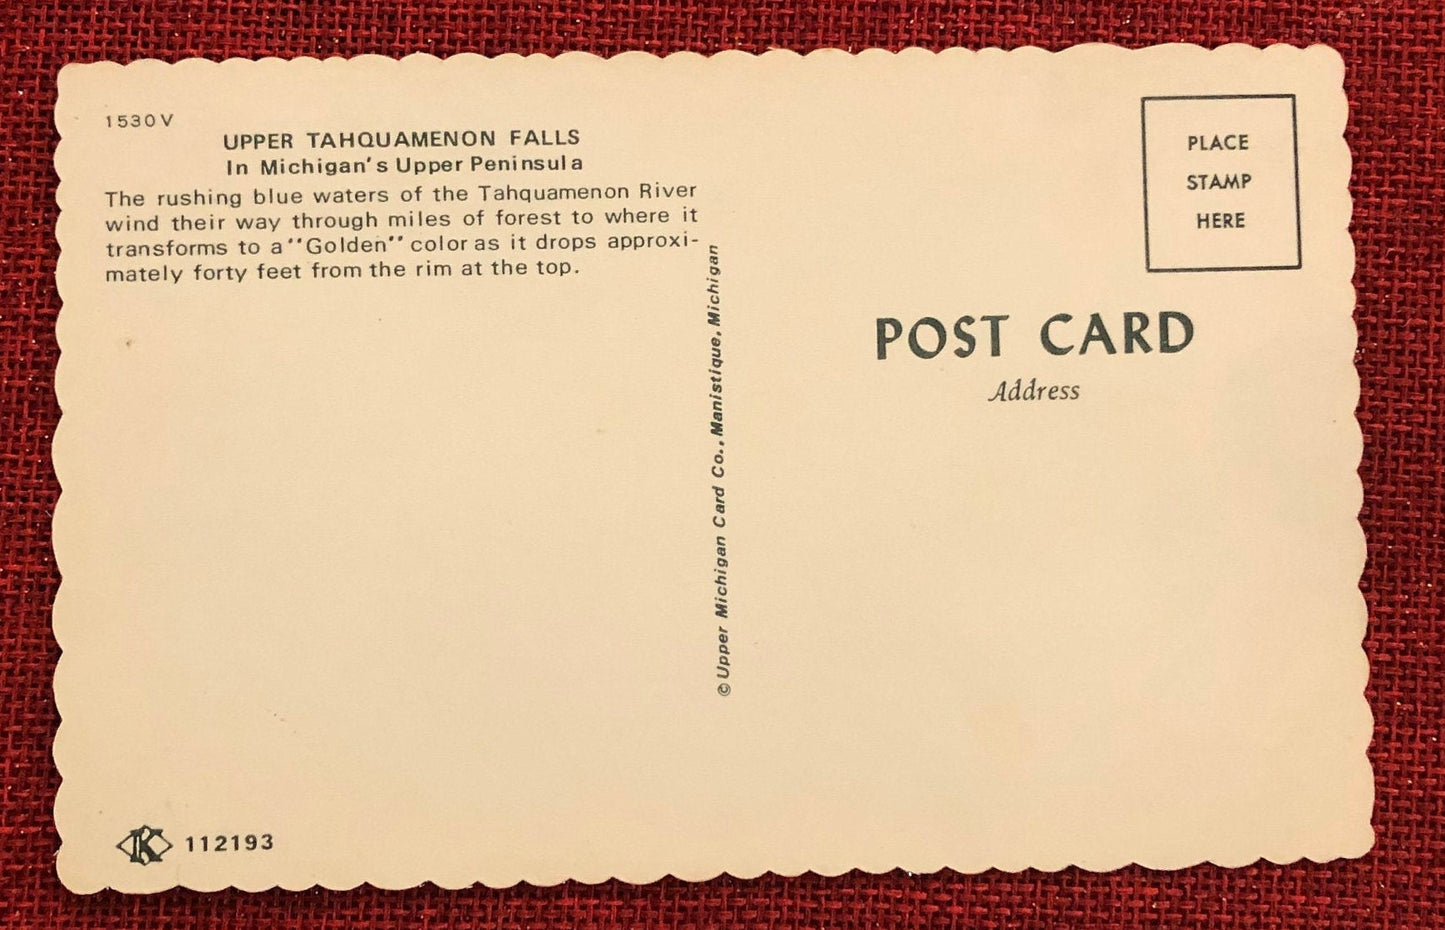 1530V
UPPER TAHQUAMENON FALLS
In Michigan's Upper Peninsula
The rushing blue waters of the Tahquamenon River
wind their way through miles of forest to where it
transforms to a "Golden" color as it drops approxi-
mately forty feet from the rim at the top.
© Upper Michigan Card Co., Manistique, Michigan
PLACE
STAMP
HERE
POST CARD
Address
K 112193